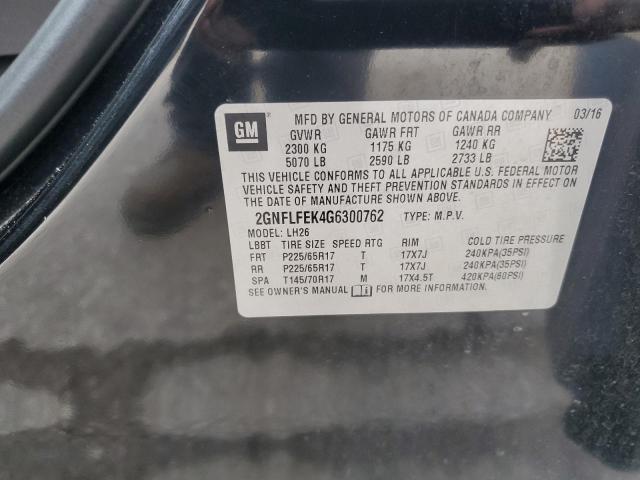 GM
MFD BY GENERAL MOTORS OF CANADA COMPANY 03/16
GVWR GAWR FRT GAWR RR
2300 KG 1175 KG 1240 KG
5070 LB 2590 LB 2733 LB
THIS VEHICLE CONFORMS TO ALL APPLICABLE U.S. FEDERAL MOTOR
VEHICLE SAFETY AND THEFT PREVENTION STANDARDS IN EFFECT ON
THE DATE OF MANUFACTURE SHOWN ABOVE.
2GNFLFEK4G6300762 TYPE: M.P.V.
MODEL: LH26
LBBT TIRE SIZE SPEED RTG RIM COLD TIRE PRESSURE
FRT P225/65R17 T 17X7J 240KPA(35PSI)
RR P225/65R17 T 17X7J 240KPA(35PSI)
SPA T145/70R17 M 17X4.5T 420KPA(60PSI)
SEE OWNER'S MANUAL FOR MORE INFORMATION.